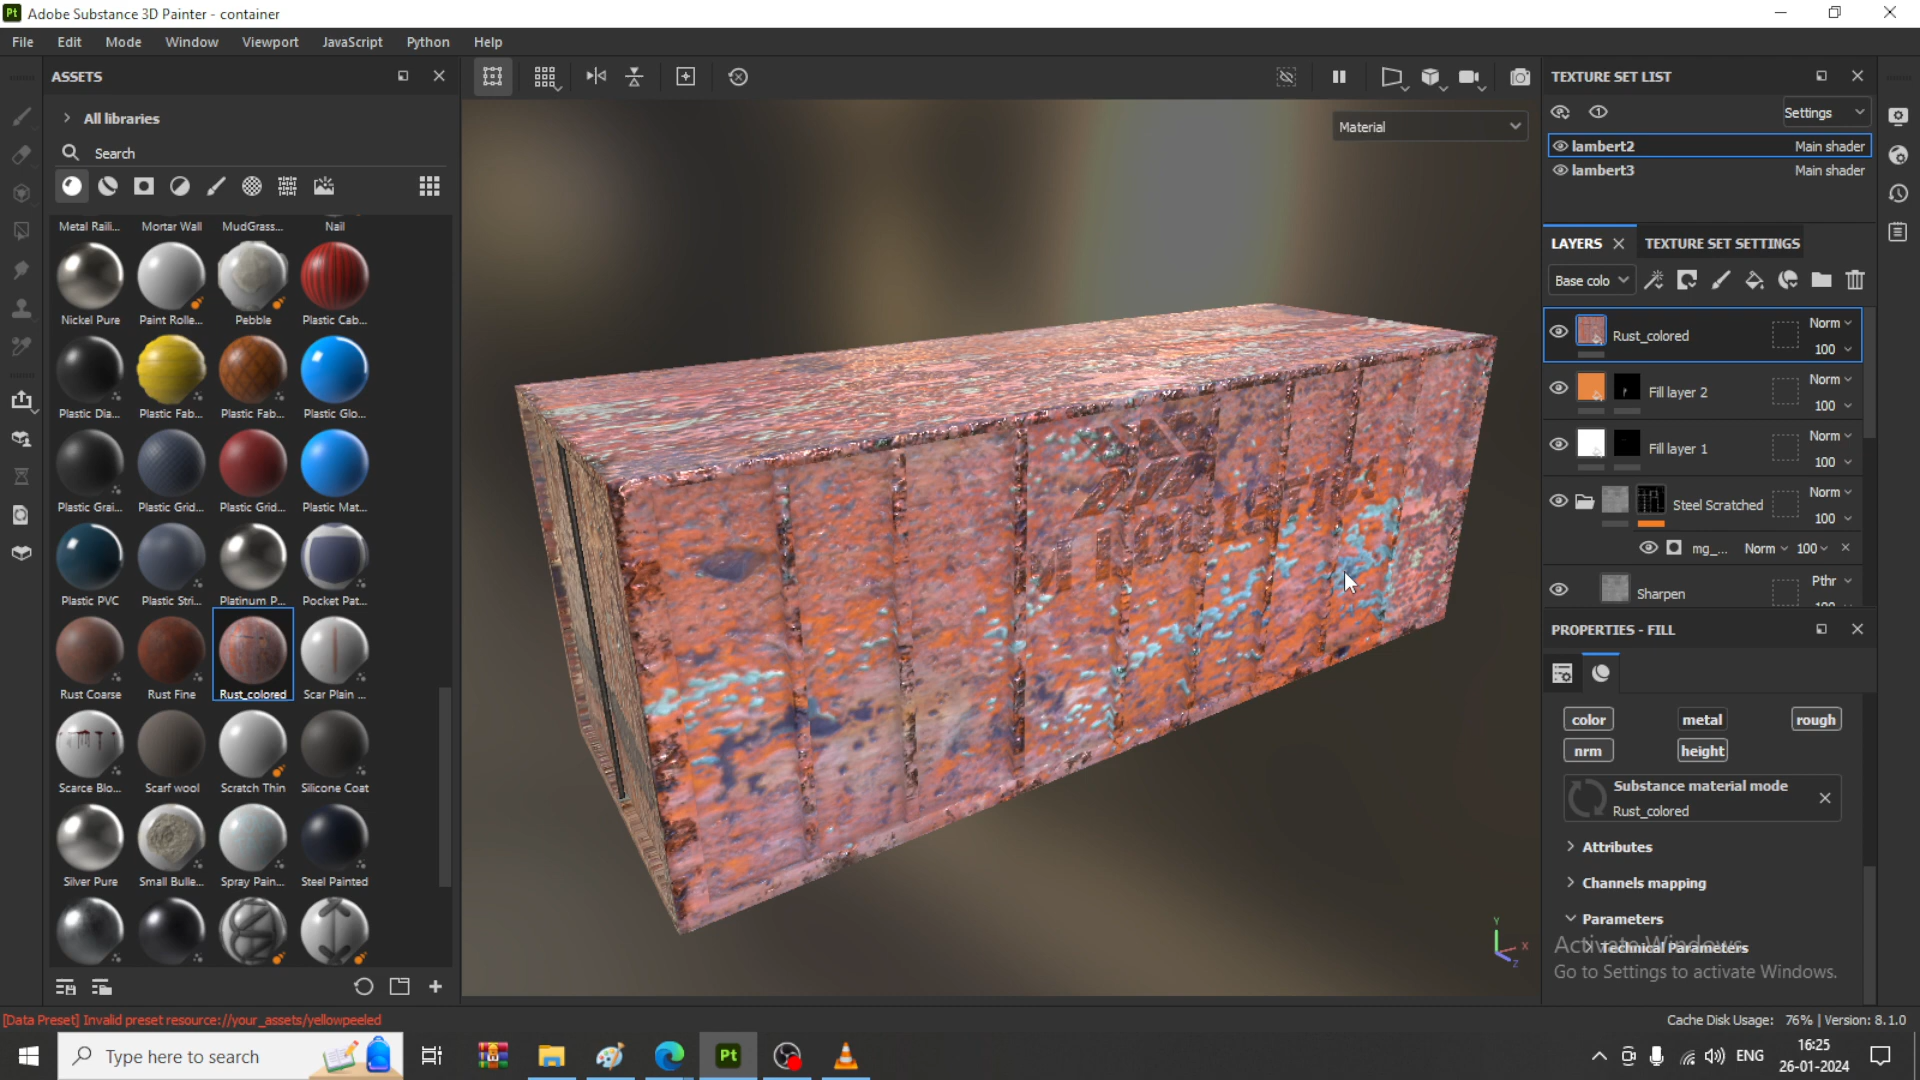 Pt Adobe Substance 3D Painter - container
File Edit Mode Window Viewport JavaScript Python Help
ASSETS
All libraries
Search
Metal Raili... Mortar Wall MudGrass... Nail
Nickel Pure Paint Rolle... Pebble Plastic Cab...
Plastic Dia... Plastic Fab... Plastic Fab... Plastic Glo...
Plastic Grai... Plastic Grid... Plastic Grid... Plastic Mat...
Plastic PVC Plastic Stri... Platinum P... Pocket Pat...
Rust Coarse Rust Fine Rust_colored Scar Plain ...
Scarce Blo... Scarf wool Scratch Thin Silicone Coat
Silver Pure Small Bulle... Spray Pain... Steel Painted
Material
Y
X
Z
TEXTURE SET LIST
Settings
lambert2 Main shader
lambert3 Main shader
LAYERS TEXTURE SET SETTINGS
Base colo
Rust_colored Norm
100
Fill layer 2 Norm
100
Fill layer 1 Norm
100
Steel Scratched Norm
100
mg_... Norm 100
Sharpen Pthr
100
PROPERTIES - FILL
color metal rough
nrm height
Substance material mode
Rust_colored
Attributes
Channels mapping
Parameters
Technical Parameters
Activate Windows
Go to Settings to activate Windows.
[Data Preset] Invalid preset resource://your_assets/yellowpeeled
Cache Disk Usage: 76% | Version: 8.1.0
Type here to search
Pt
ENG
16:25
26-01-2024